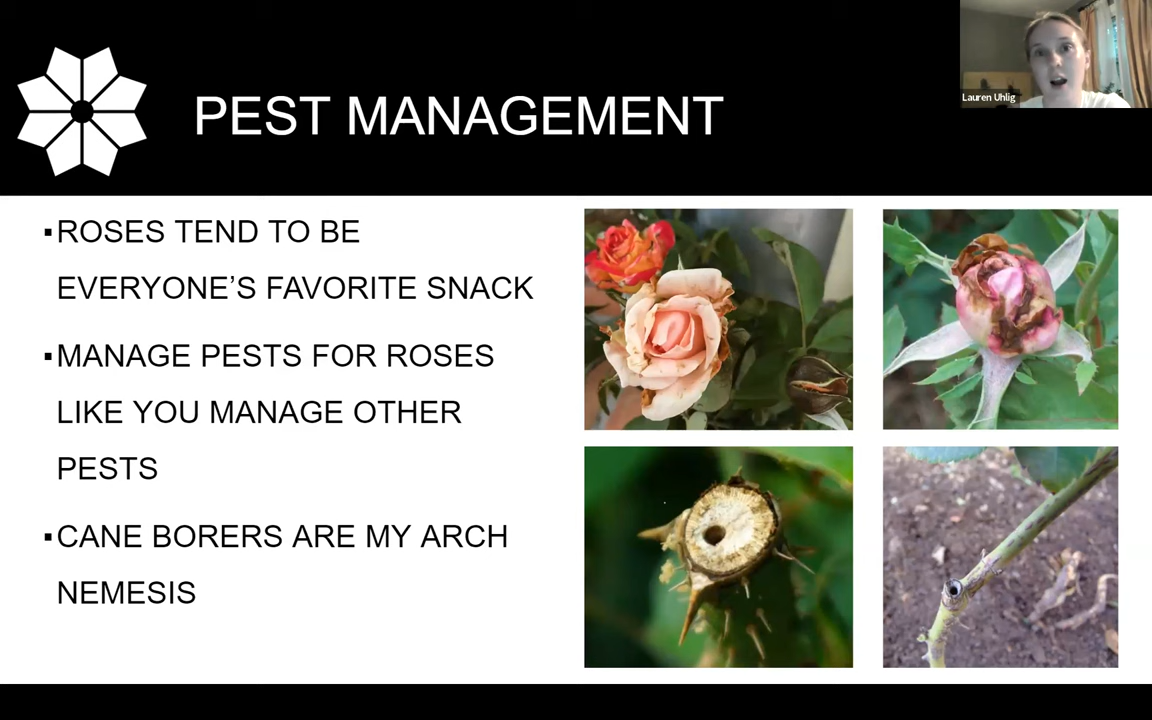 PEST MANAGEMENT
Lauren Uhlig
▪ROSES TEND TO BE
EVERYONE’S FAVORITE SNACK
▪MANAGE PESTS FOR ROSES
LIKE YOU MANAGE OTHER
PESTS
▪CANE BORERS ARE MY ARCH
NEMESIS